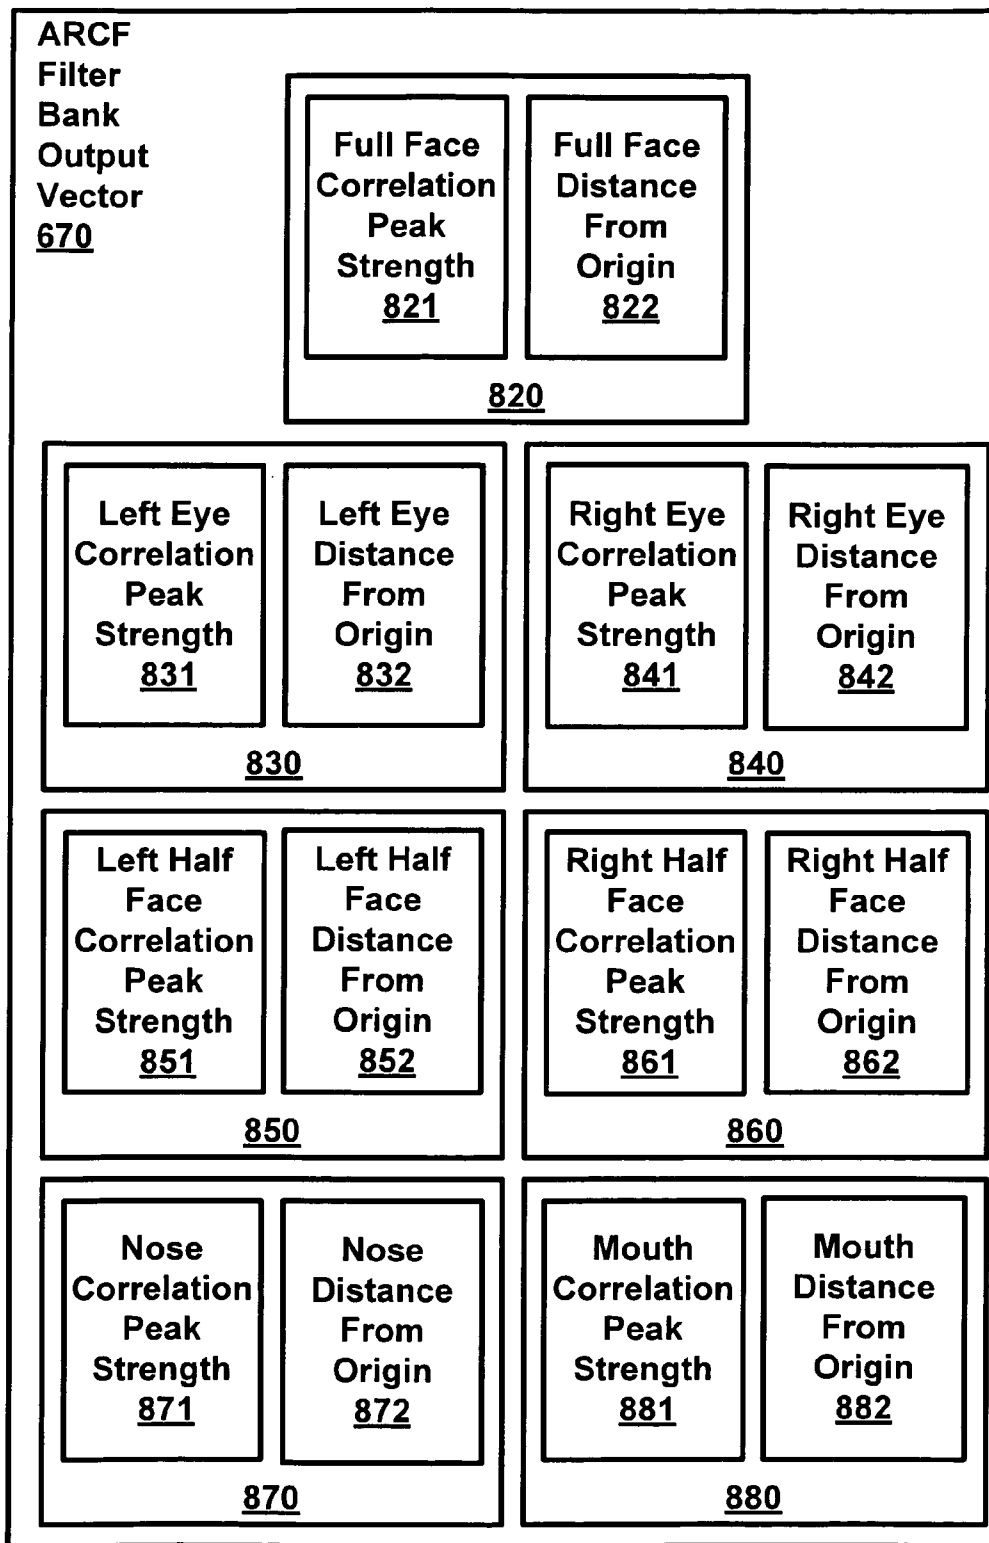 ARCF
Filter
Bank
Output
Vector
670
Full Face
Correlation
Peak
Strength
821
Full Face
Distance
From
Origin
822
820
Left Eye
Correlation
Peak
Strength
831
Left Eye
Distance
From
Origin
832
830
Right Eye
Correlation
Peak
Strength
841
Right Eye
Distance
From
Origin
842
840
Left Half
Face
Correlation
Peak
Strength
851
Left Half
Face
Distance
From
Origin
852
850
Right Half
Face
Correlation
Peak
Strength
861
Right Half
Face
Distance
From
Origin
862
860
Nose
Correlation
Peak
Strength
871
Nose
Distance
From
Origin
872
870
Mouth
Correlation
Peak
Strength
881
Mouth
Distance
From
Origin
882
880